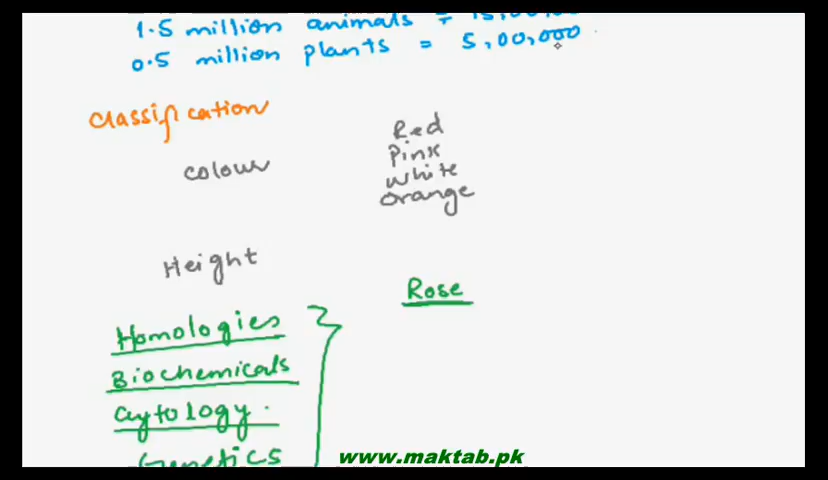 1.5 million animals =
0.5 million plants = 5,00,000
Classification
Red
Pink
colour
white
orange
Height
Rose
Homologies
Biochemicals
Cytology.
Genetics
www.maktab.pk